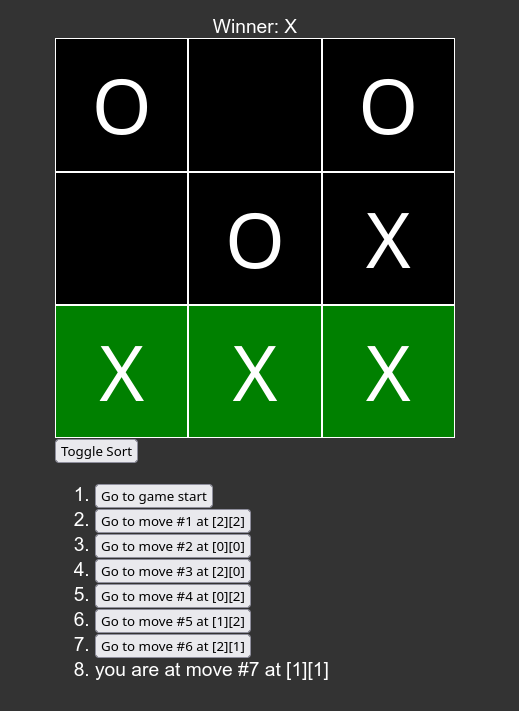 Winner: X
O O
O X
X X X
Toggle Sort
1. Go to game start
2. Go to move #1 at [2][2]
3. Go to move #2 at [0][0]
4. Go to move #3 at [2][0]
5. Go to move #4 at [0][2]
6. Go to move #5 at [1][2]
7. Go to move #6 at [2][1]
8. you are at move #7 at [1][1]